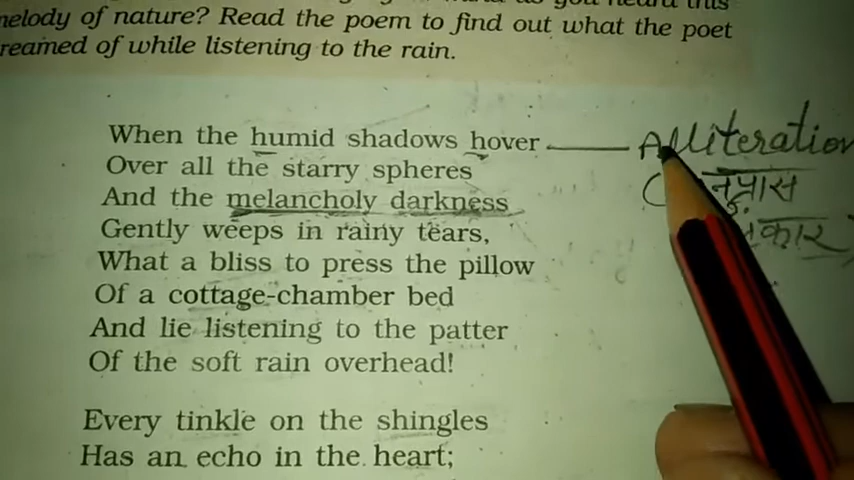 melody of nature? Read the poem to find out what the poet
reamed of while listening to the rain.
When the humid shadows hover Alliteration
Over all the starry spheres
And the melancholy darkness
Gently weeps in rainy tears,
What a bliss to press the pillow
Of a cottage-chamber bed
And lie listening to the patter
Of the soft rain overhead!
Every tinkle on the shingles
Has an echo in the heart;